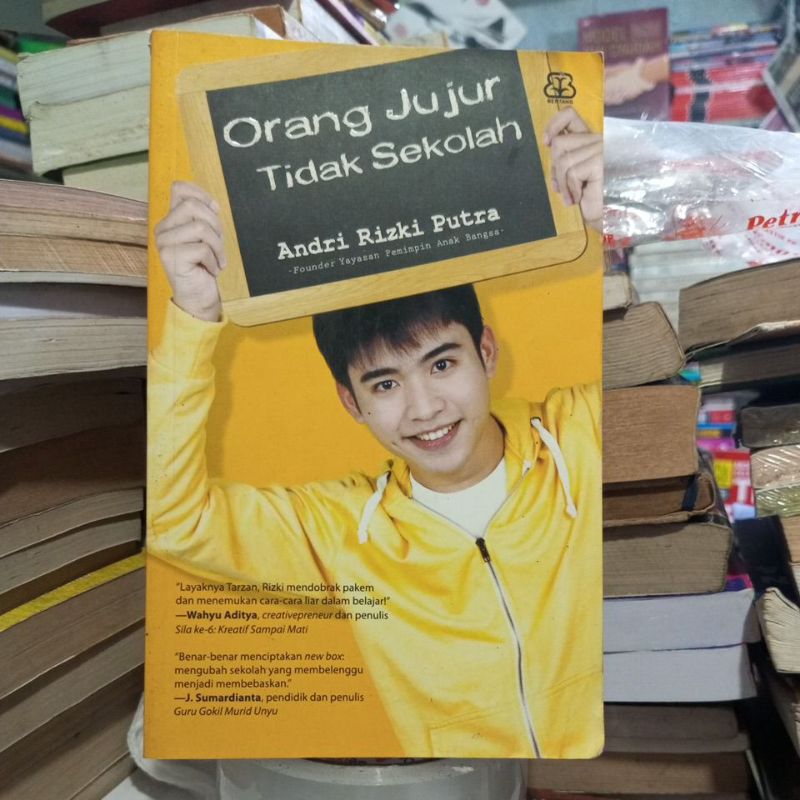 BENTANG
Orang Jujur
Tidak Sekolah
Andri Rizki Putra
-Founder Yayasan Pemimpin Anak Bangsa-
"Layaknya Tarzan, Rizki mendobrak pakem
dan menemukan cara-cara liar dalam belajar!"
—Wahyu Aditya, creativepreneur dan penulis
Sila ke-6: Kreatif Sampai Mati
"Benar-benar menciptakan new box:
mengubah sekolah yang membelenggu
menjadi membebaskan."
—J. Sumardianta, pendidik dan penulis
Guru Gokil Murid Unyu
MODEL
Petr